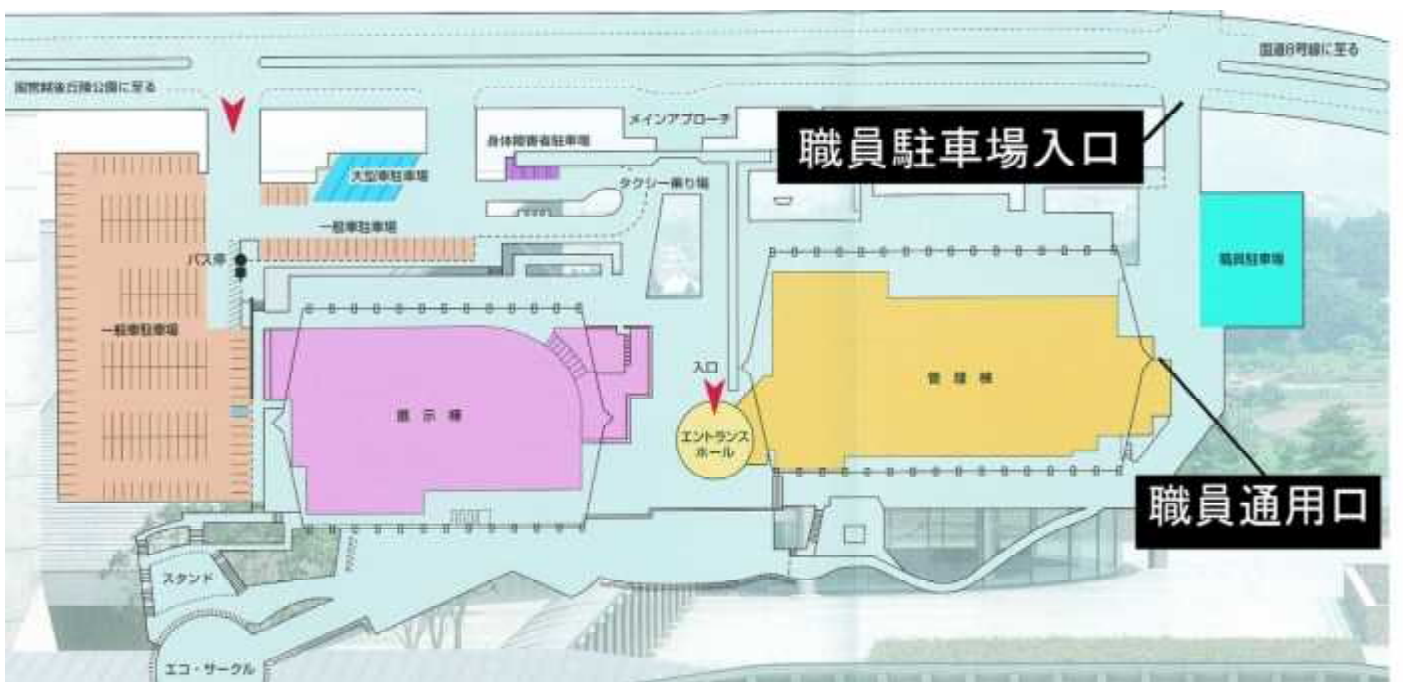 国道8号線に至る
国営越後丘陵公園に至る
メインアプローチ
身体障害者駐車場
職員駐車場入口
大型車駐車場
タクシー乗り場
一般車駐車場
バス停
職員駐車場
一般車駐車場
入口
管理棟
展示棟
エントランス
ホール
職員通用口
スタンド
エコ・サークル